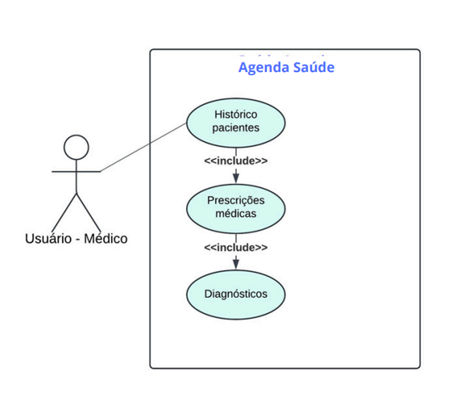 Agenda Saúde
Histórico
pacientes
<<include>>
Prescrições
médicas
<<include>>
Diagnósticos
Usuário - Médico